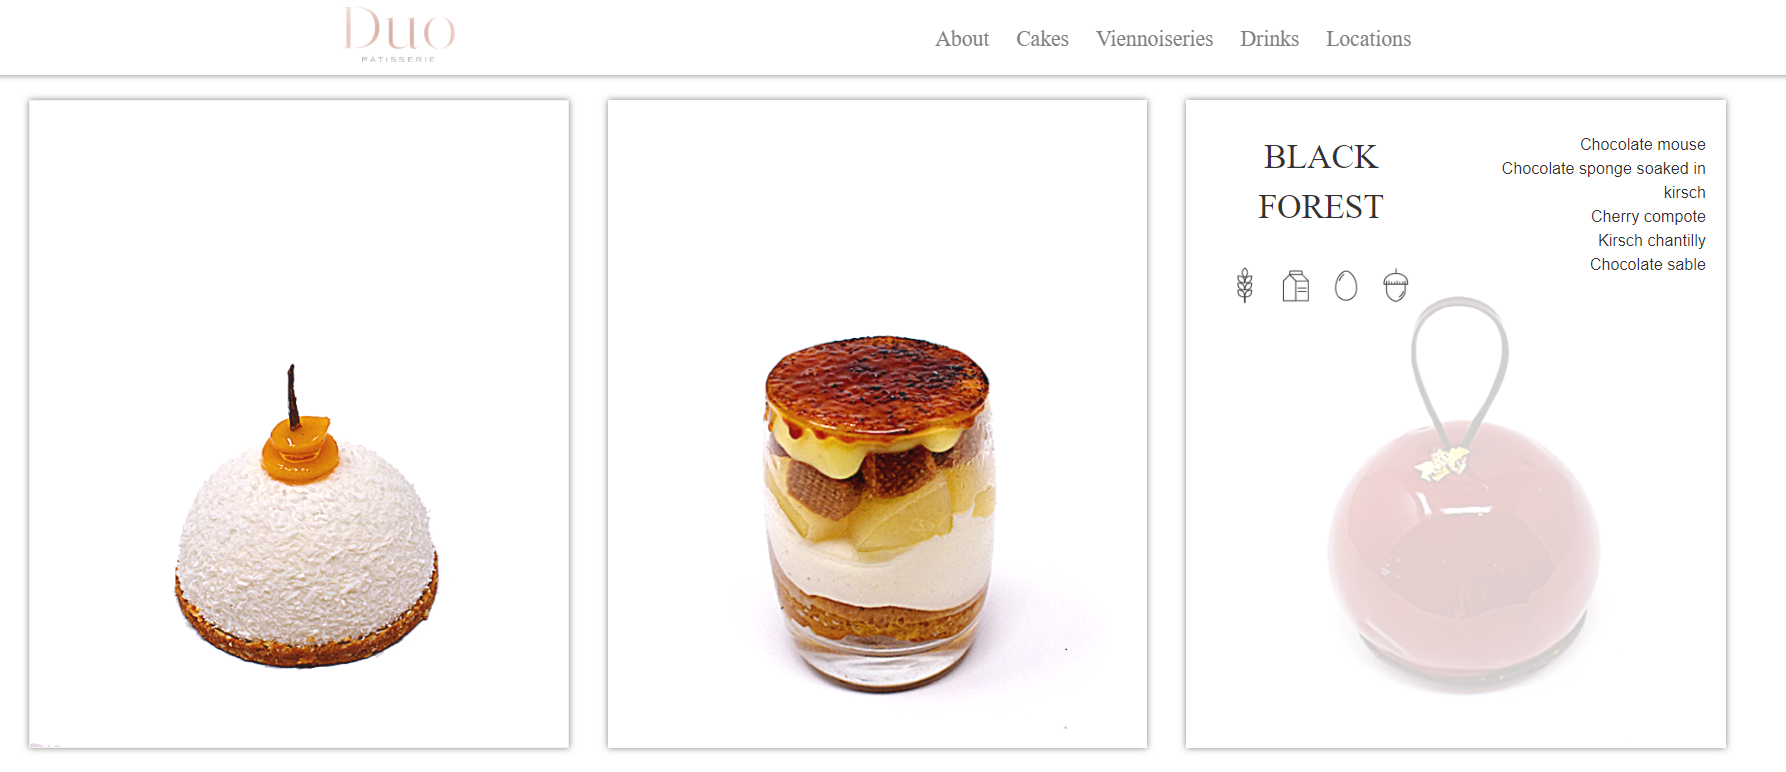 Duo
PATISSERIE
About Cakes Viennoiseries Drinks Locations
BLACK
FOREST
Chocolate mouse
Chocolate sponge soaked in
kirsch
Cherry compote
Kirsch chantilly
Chocolate sable